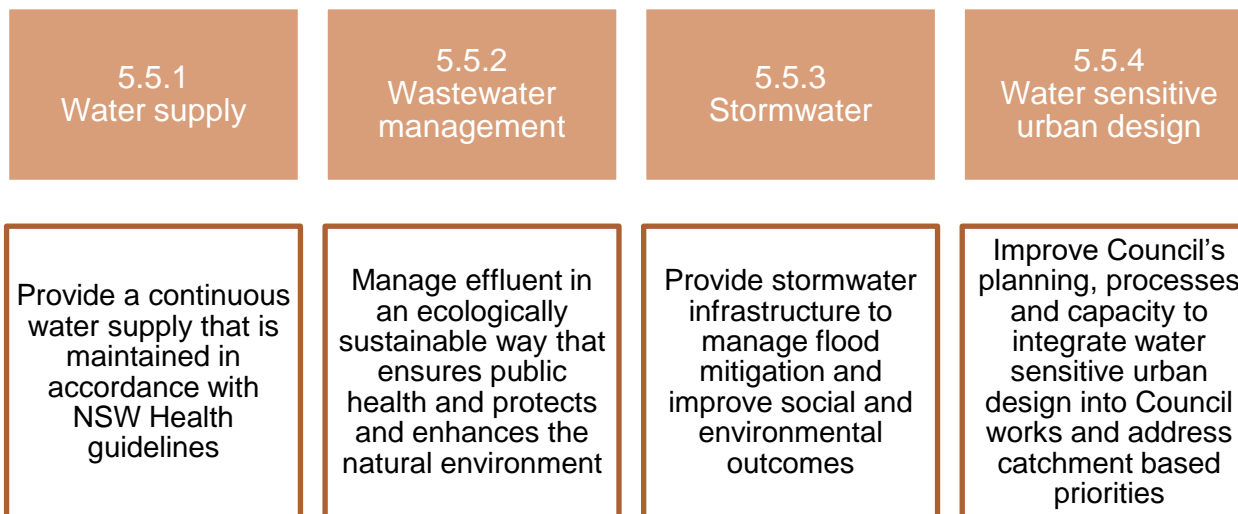 5.5.1
Water supply
5.5.2
Wastewater
management
5.5.3
Stormwater
5.5.4
Water sensitive
urban design
Provide a continuous
water supply that is
maintained in
accordance with
NSW Health
guidelines
Manage effluent in
an ecologically
sustainable way that
ensures public
health and protects
and enhances the
natural environment
Provide stormwater
infrastructure to
manage flood
mitigation and
improve social and
environmental
outcomes
Improve Council’s
planning, processes
and capacity to
integrate water
sensitive urban
design into Council
works and address
catchment based
priorities